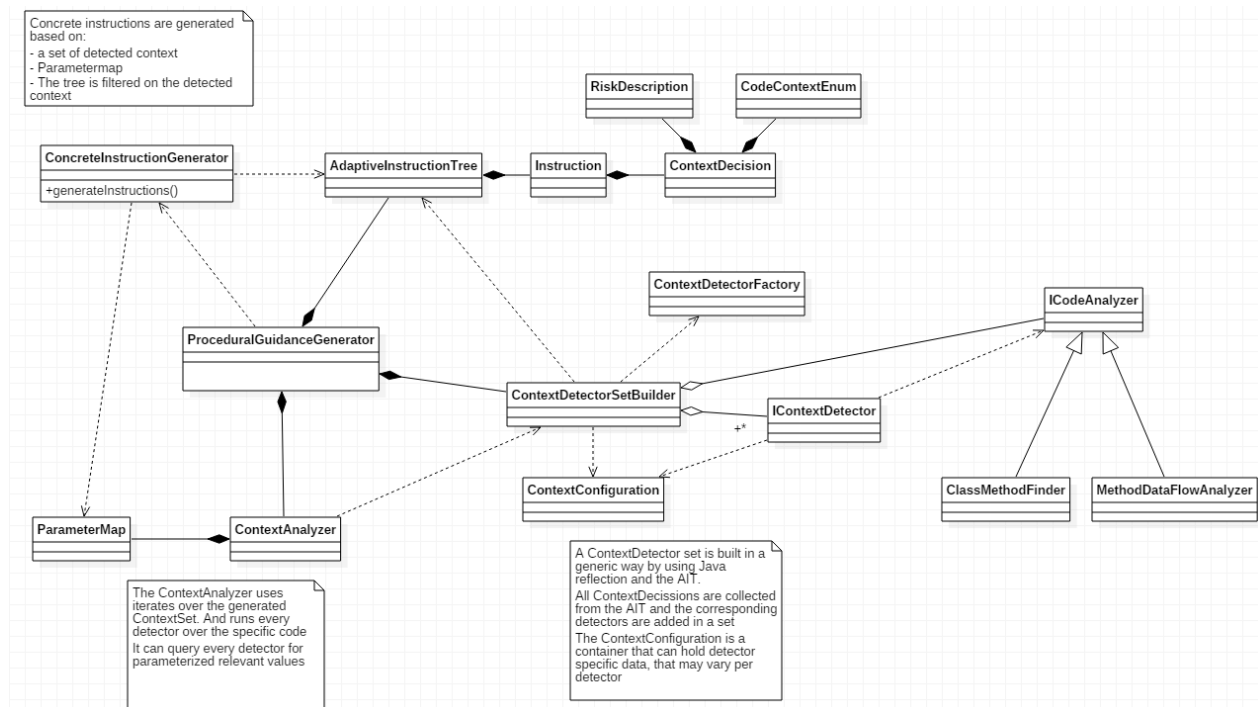 Concrete instructions are generated
based on:
- a set of detected context
- Parametermap
- The tree is filtered on the detected
context
RiskDescription
CodeContextEnum
ConcreteInstructionGenerator
+generateInstructions()
AdaptiveInstructionTree
Instruction
ContextDecision
ContextDetectorFactory
ICodeAnalyzer
ProceduralGuidanceGenerator
ContextDetectorSetBuilder
IContextDetector
+*
ContextConfiguration
ClassMethodFinder
MethodDataFlowAnalyzer
ParameterMap
ContextAnalyzer
A ContextDetector set is built in a
generic way by using Java
reflection and the AIT.
All ContextDecissions are collected
from the AIT and the corresponding
detectors are added in a set
The ContextConfiguration is a
container that can hold detector
specific data, that may vary per
detector
The ContextAnalyzer uses
iterates over the generated
ContextSet. And runs every
detector over the specific code
It can query every detector for
parameterized relevant values